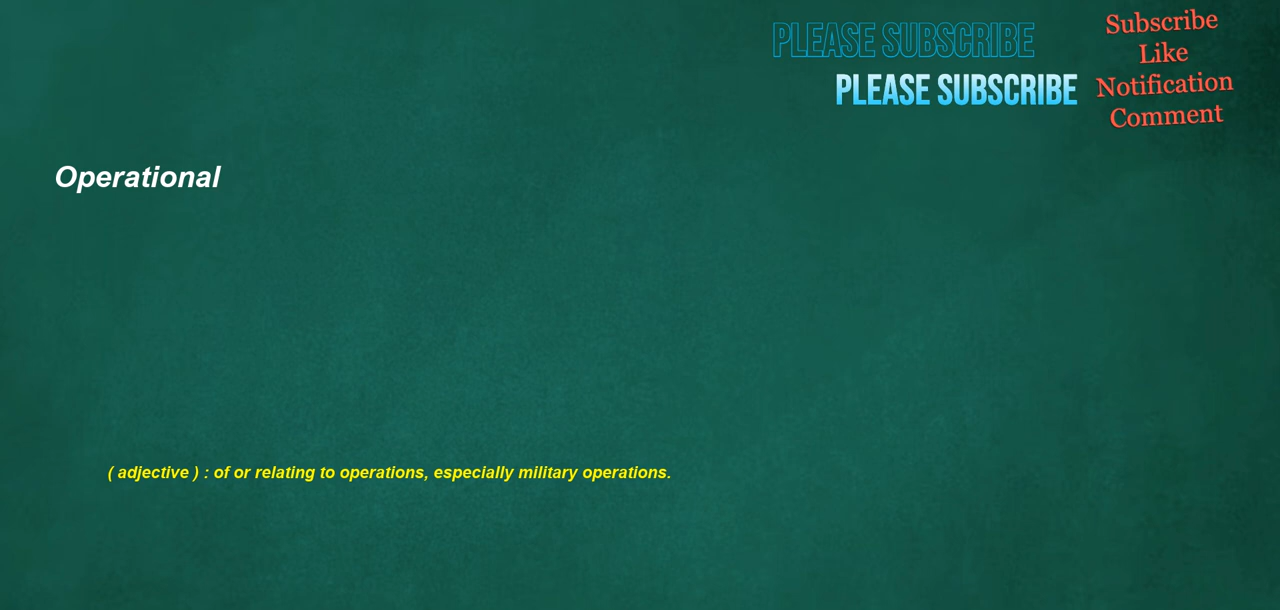 PLEASE SUBSCRIBE
PLEASE SUBSCRIBE
Subscribe
Like
Notification
Comment
Operational
( adjective ) : of or relating to operations, especially military operations.